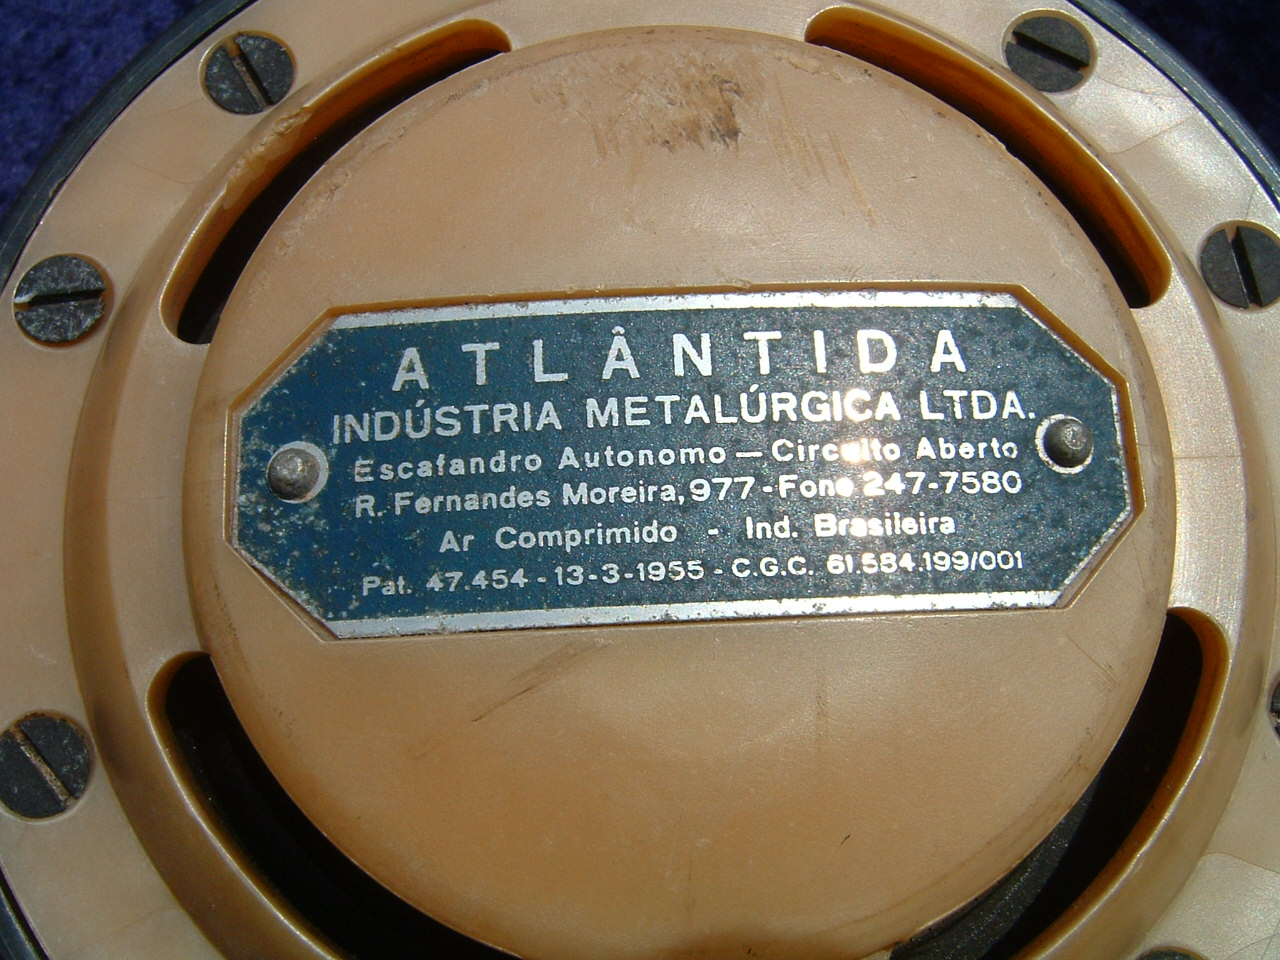 ATLÂNTIDA
INDÚSTRIA METALÚRGICA LTDA.
Escafandro Autonomo — Circuito Aberto
R. Fernandes Moreira, 977 - Fone 247-7580
Ar Comprimido - Ind. Brasileira
Pat. 47.454 - 13-3-1955 - C.G.C. 61.584.199/001